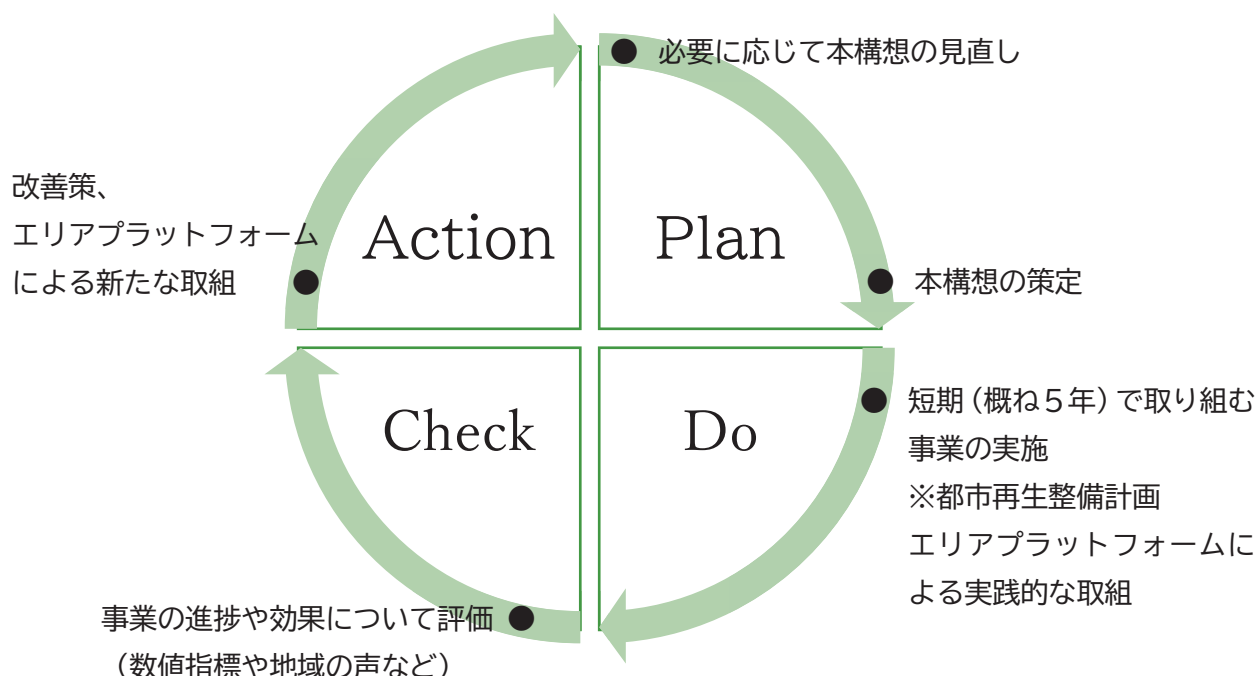 必要に応じて本構想の見直し
改善策、
エリアプラットフォーム
による新たな取組
Action
Plan
本構想の策定
Check
Do
短期（概ね５年）で取り組む
事業の実施
※都市再生整備計画
エリアプラットフォームに
よる実践的な取組
事業の進捗や効果について評価
（数値指標や地域の声など）